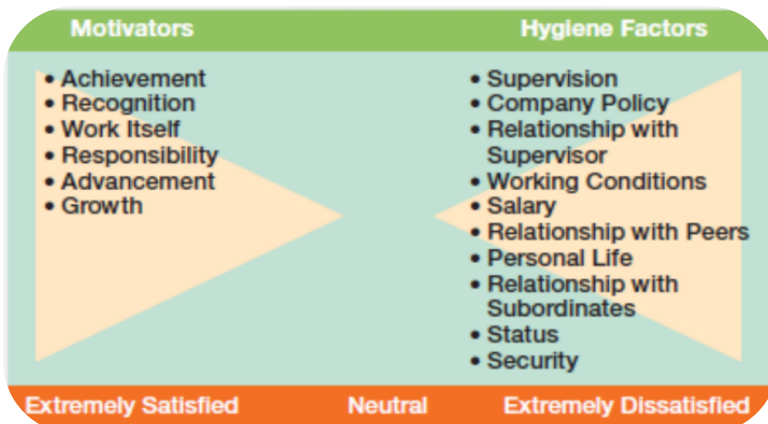 Motivators
Hygiene Factors
• Achievement
• Recognition
• Work Itself
• Responsibility
• Advancement
• Growth
• Supervision
• Company Policy
• Relationship with
Supervisor
• Working Conditions
• Salary
• Relationship with Peers
• Personal Life
• Relationship with
Subordinates
• Status
• Security
Extremely Satisfied
Neutral
Extremely Dissatisfied